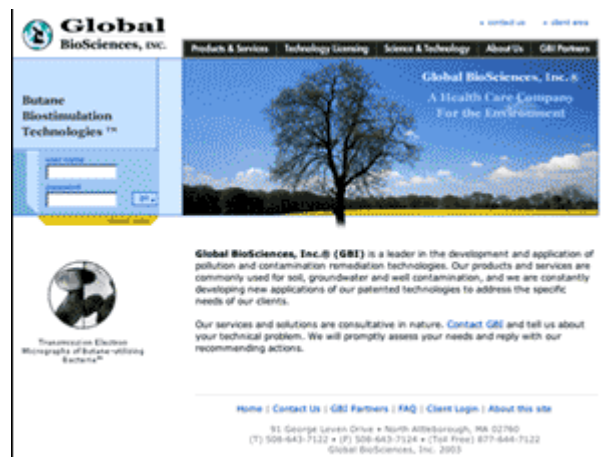 Global
BioSciences, INC.
contact us
client area
Products & Services
Technology Licensing
Science & Technology
About Us
GBI Partners
Butane
Biostimulation
Technologies ™
Global BioSciences, Inc.®
A Health Care Company
For the Environment
user name
password
go
Global BioSciences, Inc.® (GBI) is a leader in the development and application of
pollution and contamination remediation technologies. Our products and services are
commonly used for soil, groundwater and well contamination, and we are constantly
developing new applications of our patented technologies to address the specific
needs of our clients.
Our services and solutions are consultative in nature. Contact GBI and tell us about
your technical problem. We will promptly assess your needs and reply with our
recommending actions.
Transmission Electron
Micrographs of Butane-utilizing
Bacteria™
Home | Contact Us | GBI Partners | FAQ | Client Login | About this site
91 George Leven Drive • North Attleborough, MA 02760
(T) 508-643-7122 • (F) 508-643-7124 • (Toll Free) 877-644-7122
Global BioSciences, Inc. 2003